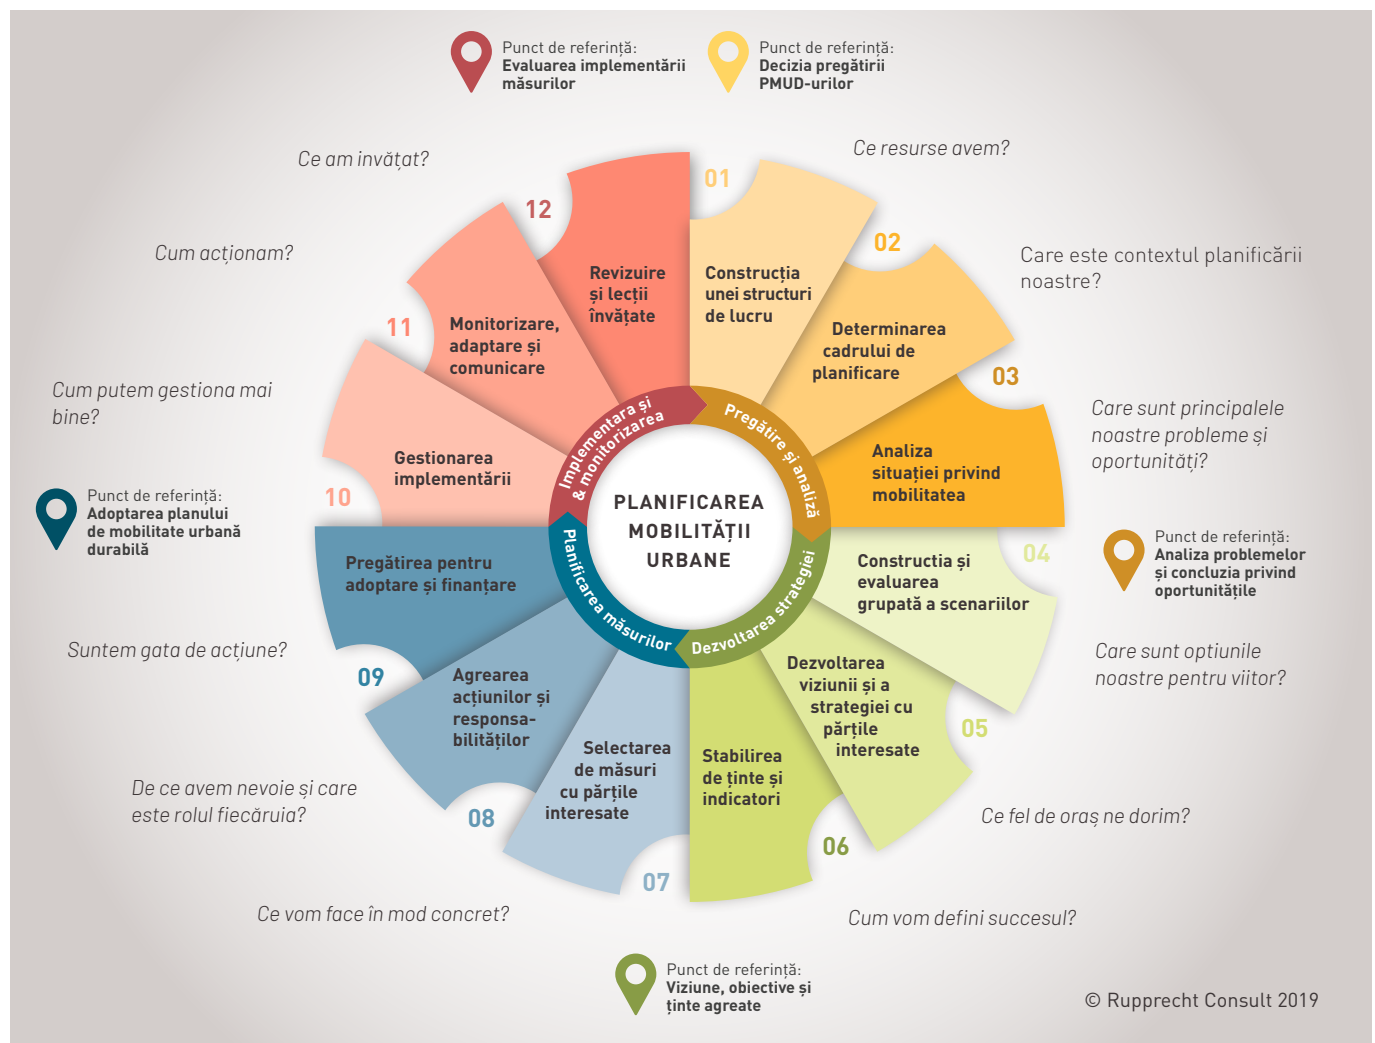 Punct de referință:
Evaluarea implementării
măsurilor
Punct de referință:
Decizia pregătirii
PMUD-urilor
Ce resurse avem?
01
Construcția
unei structuri
de lucru
Care este contextul planificării
noastre?
02
Determinarea
cadrului de
planificare
Care sunt principalele
noastre probleme și
oportunități?
03
Analiza
situației privind
mobilitatea
Punct de referință:
Analiza problemelor
și concluzia privind
oportunitățile
04
Constructia și
evaluarea
grupată a scenariilor
Care sunt optiunile
noastre pentru viitor?
05
Dezvoltarea
viziunii și a
strategiei cu
părțile
interesate
Ce fel de oraș ne dorim?
06
Stabilirea
de ținte și
indicatori
Cum vom defini succesul?
Punct de referință:
Viziune, obiective și
ținte agreate
07
Selectarea
de măsuri
cu părțile
interesate
Ce vom face în mod concret?
08
Agrearea
acțiunilor și
responsa-
bilităților
De ce avem nevoie și care
este rolul fiecăruia?
09
Pregătirea pentru
adoptare și finanțare
Suntem gata de acțiune?
Punct de referință:
Adoptarea planului
de mobilitate urbană
durabilă
10
Gestionarea
implementării
Cum putem gestiona mai
bine?
11
Monitorizare,
adaptare și
comunicare
Cum acționam?
12
Revizuire
și lecții
învățate
Ce am invățat?
Pregătire și analiză
Dezvoltarea strategiei
Planificarea măsurilor
Implementara și
& monitorizarea
PLANIFICAREA
MOBILITĂȚII
URBANE
© Rupprecht Consult 2019